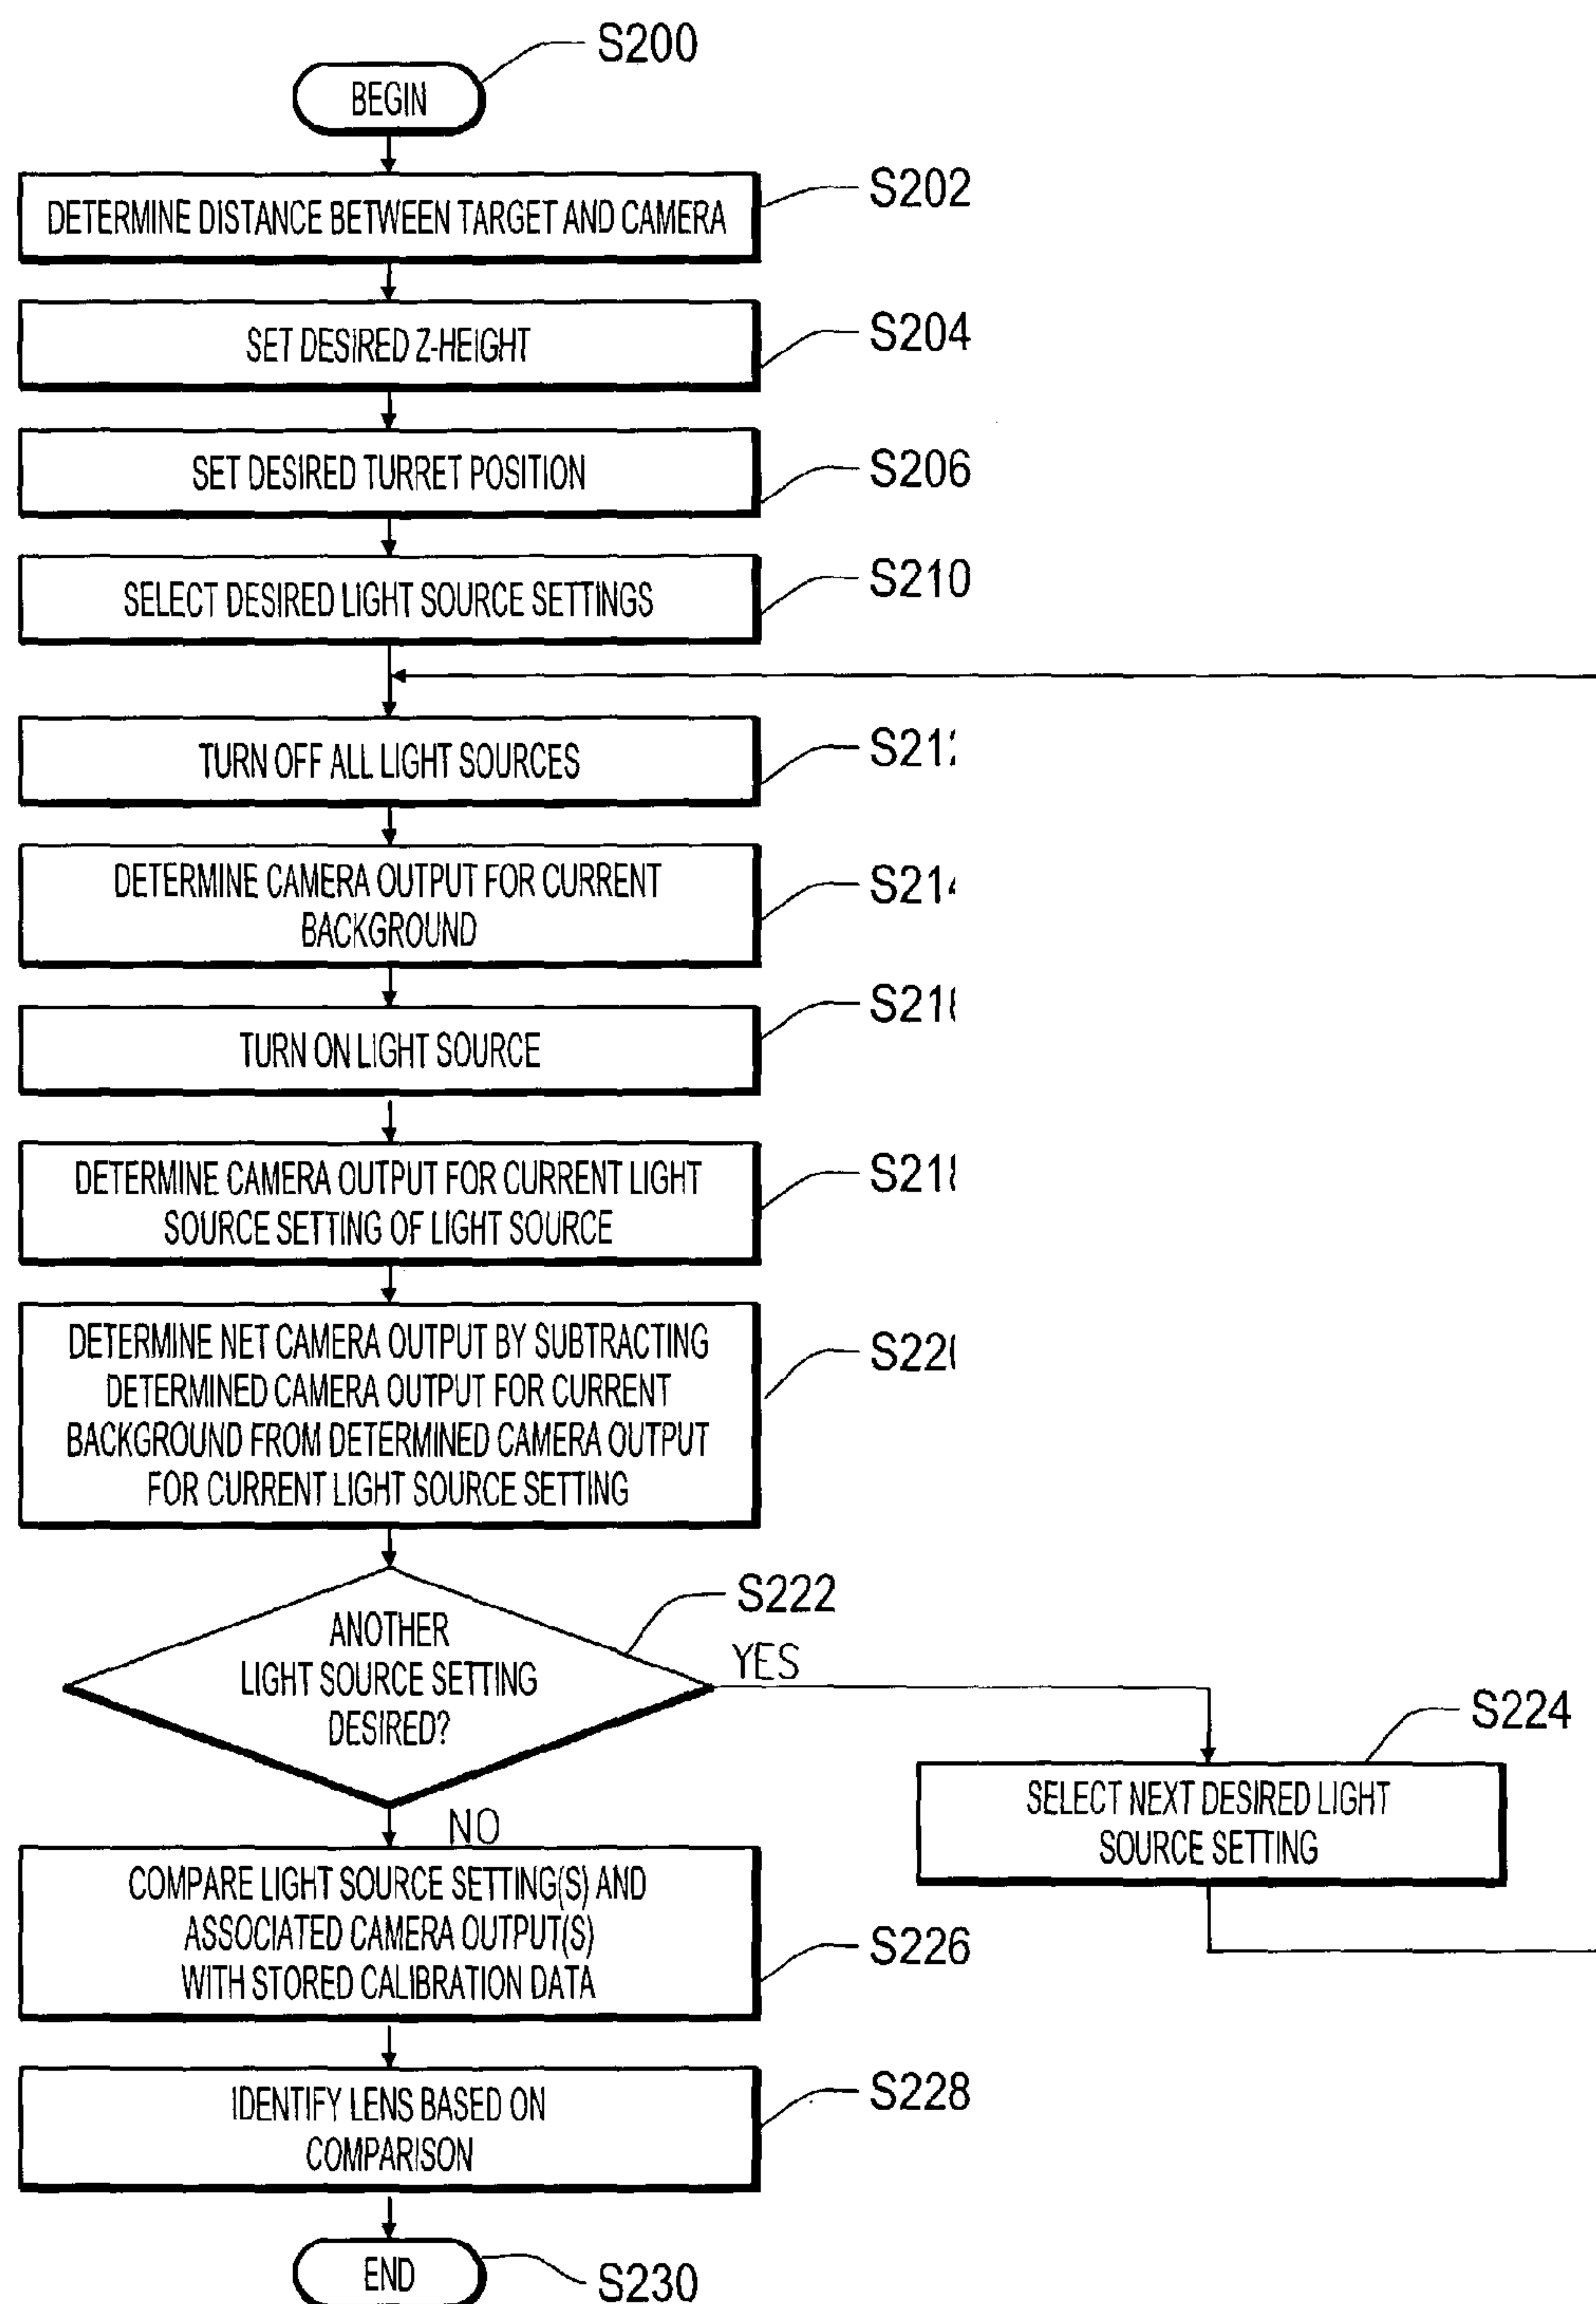 S200
BEGIN
S202
DETERMINE DISTANCE BETWEEN TARGET AND CAMERA
S204
SET DESIRED Z-HEIGHT
S206
SET DESIRED TURRET POSITION
S210
SELECT DESIRED LIGHT SOURCE SETTINGS
TURN OFF ALL LIGHT SOURCES
DETERMINE CAMERA OUTPUT FOR CURRENT
BACKGROUND
TURN ON LIGHT SOURCE
DETERMINE CAMERA OUTPUT FOR CURRENT LIGHT
SOURCE SETTING OF LIGHT SOURCE
DETERMINE NET CAMERA OUTPUT BY SUBTRACTING
DETERMINED CAMERA OUTPUT FOR CURRENT
BACKGROUND FROM DETERMINED CAMERA OUTPUT
FOR CURRENT LIGHT SOURCE SETTING
S222
ANOTHER
LIGHT SOURCE SETTING
DESIRED?
YES
S224
SELECT NEXT DESIRED LIGHT
SOURCE SETTING
NO
COMPARE LIGHT SOURCE SETTING(S) AND
ASSOCIATED CAMERA OUTPUT(S)
WITH STORED CALIBRATION DATA
S226
S228
IDENTIFY LENS BASED ON
COMPARISON
END
S230